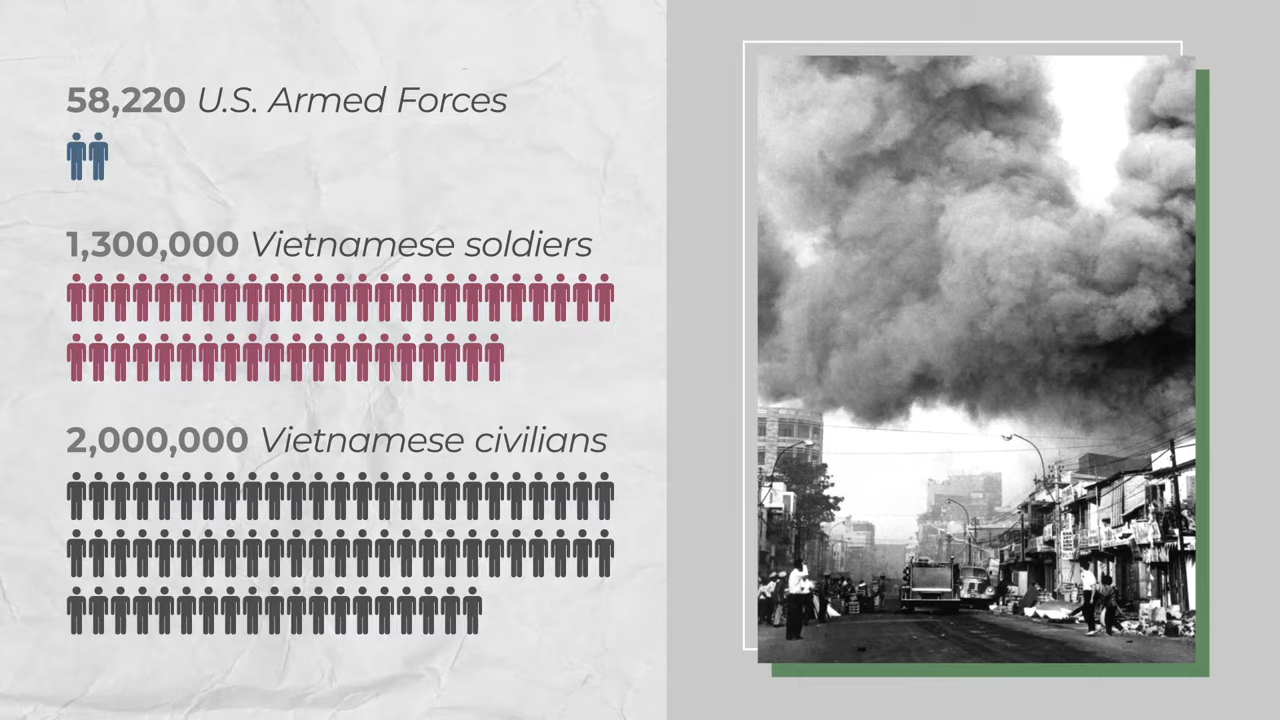 58,220 U.S. Armed Forces
1,300,000 Vietnamese soldiers
2,000,000 Vietnamese civilians